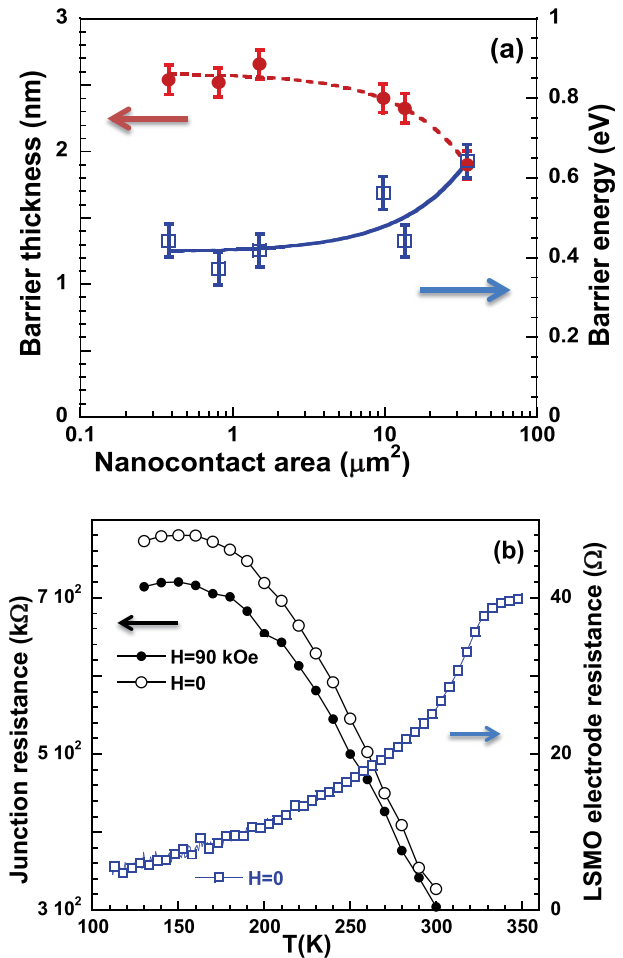 (a)
Barrier thickness (nm)
3
2
1
0
Barrier energy (eV)
1
0.8
0.6
0.4
0.2
0
0.1
1
10
100
Nanocontact area (μm²)
(b)
Junction resistance (kΩ)
7 10²
5 10²
3 10²
H=90 kOe
H=0
H=0
LSMO electrode resistance (Ω)
40
20
0
100
150
200
250
300
350
T(K)